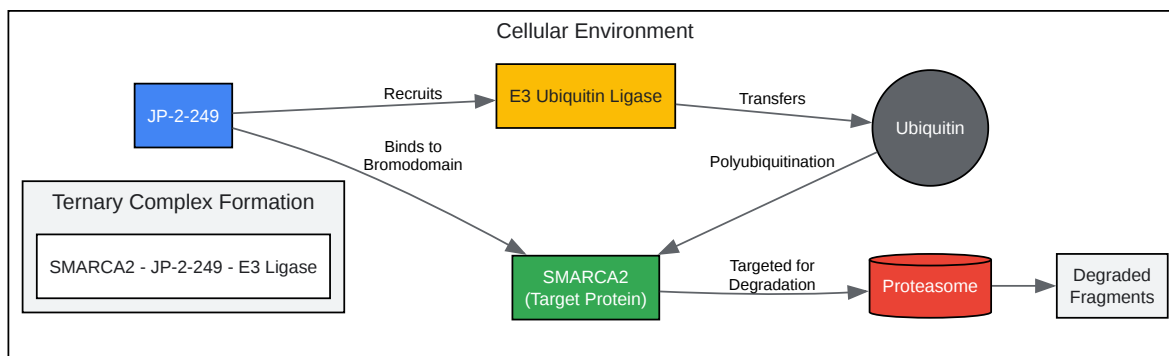 Cellular Environment
JP-2-249
Recruits
E3 Ubiquitin Ligase
Transfers
Ubiquitin
Binds to
Bromodomain
Polyubiquitination
Ternary Complex Formation
SMARCA2 - JP-2-249 - E3 Ligase
SMARCA2
(Target Protein)
Targeted for
Degradation
Proteasome
Degraded
Fragments